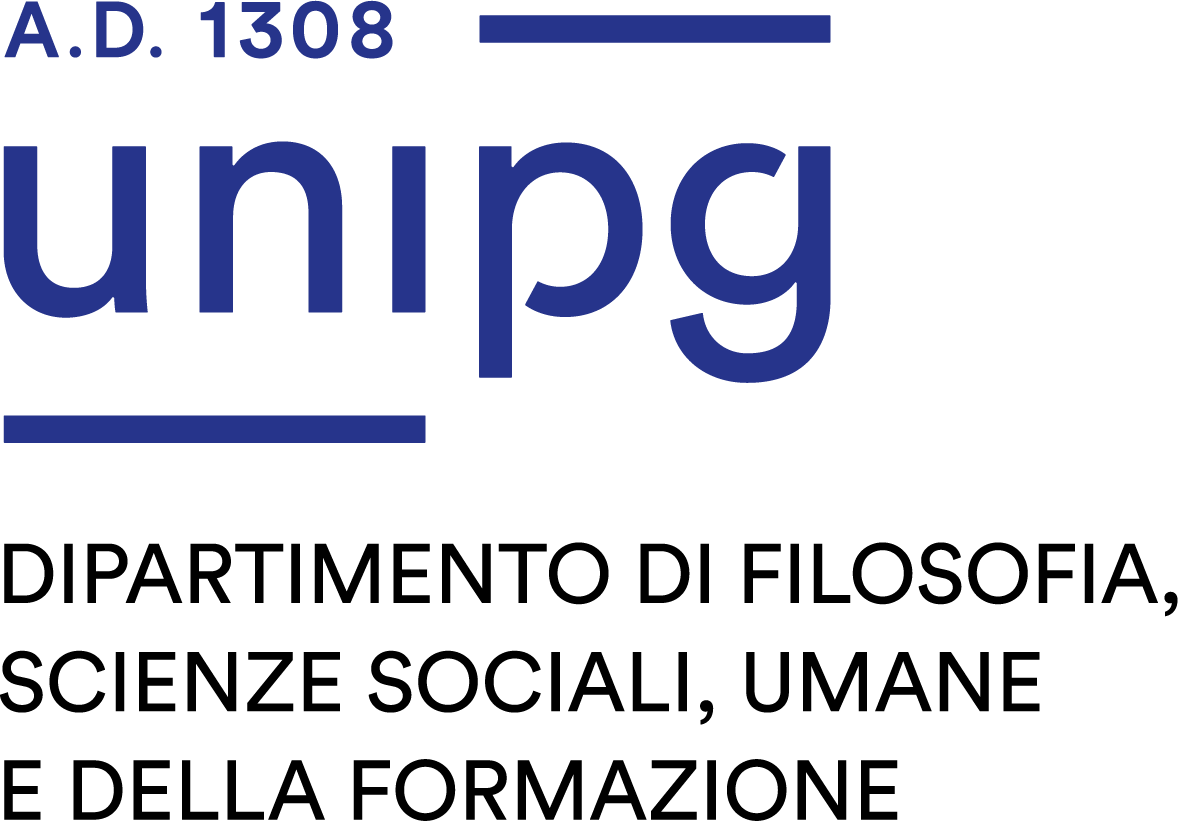 A.D. 1308
unipg
DIPARTIMENTO DI FILOSOFIA,
SCIENZE SOCIALI, UMANE
E DELLA FORMAZIONE